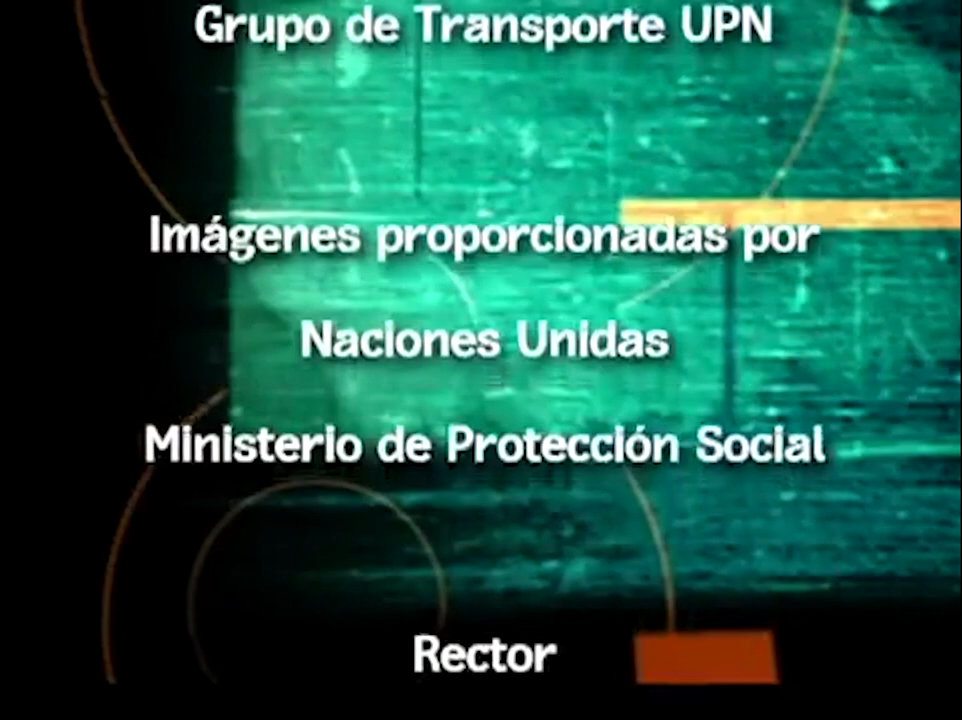 Grupo de Transporte UPN
Imágenes proporcionadas por
Naciones Unidas
Ministerio de Protección Social
Rector